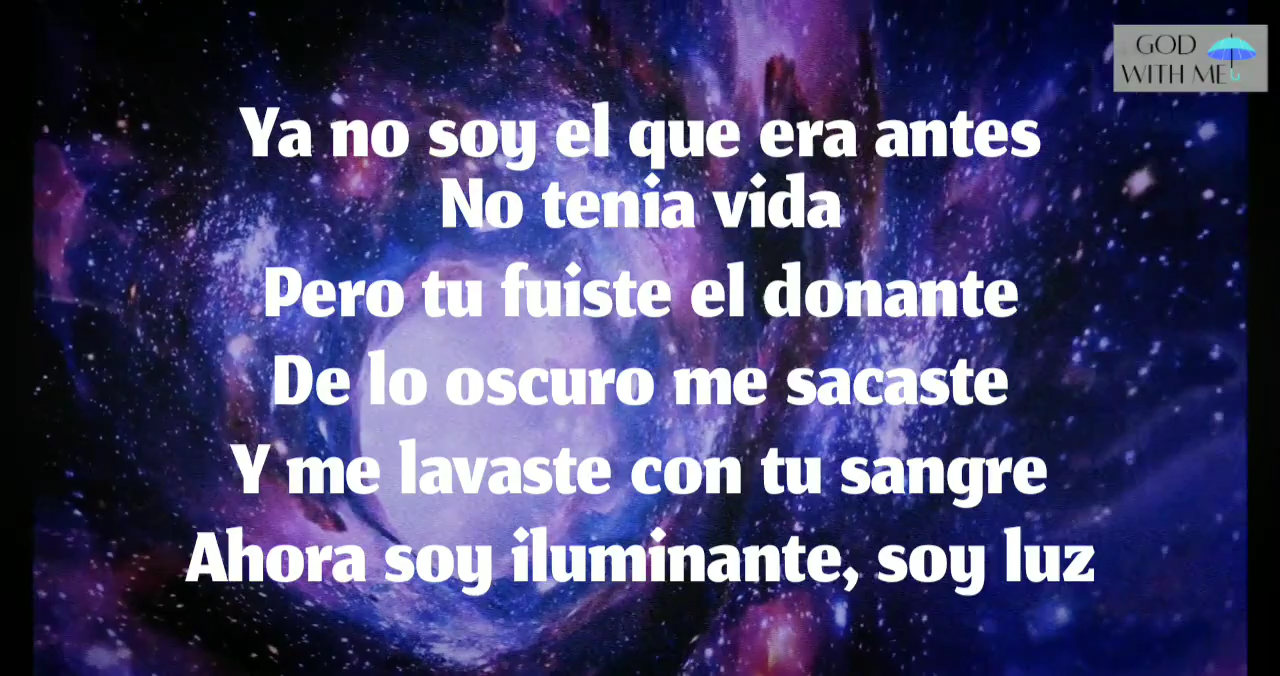 GOD
WITH ME
Ya no soy el que era antes
No tenia vida
Pero tu fuiste el donante
De lo oscuro me sacaste
Y me lavaste con tu sangre
Ahora soy iluminante, soy luz